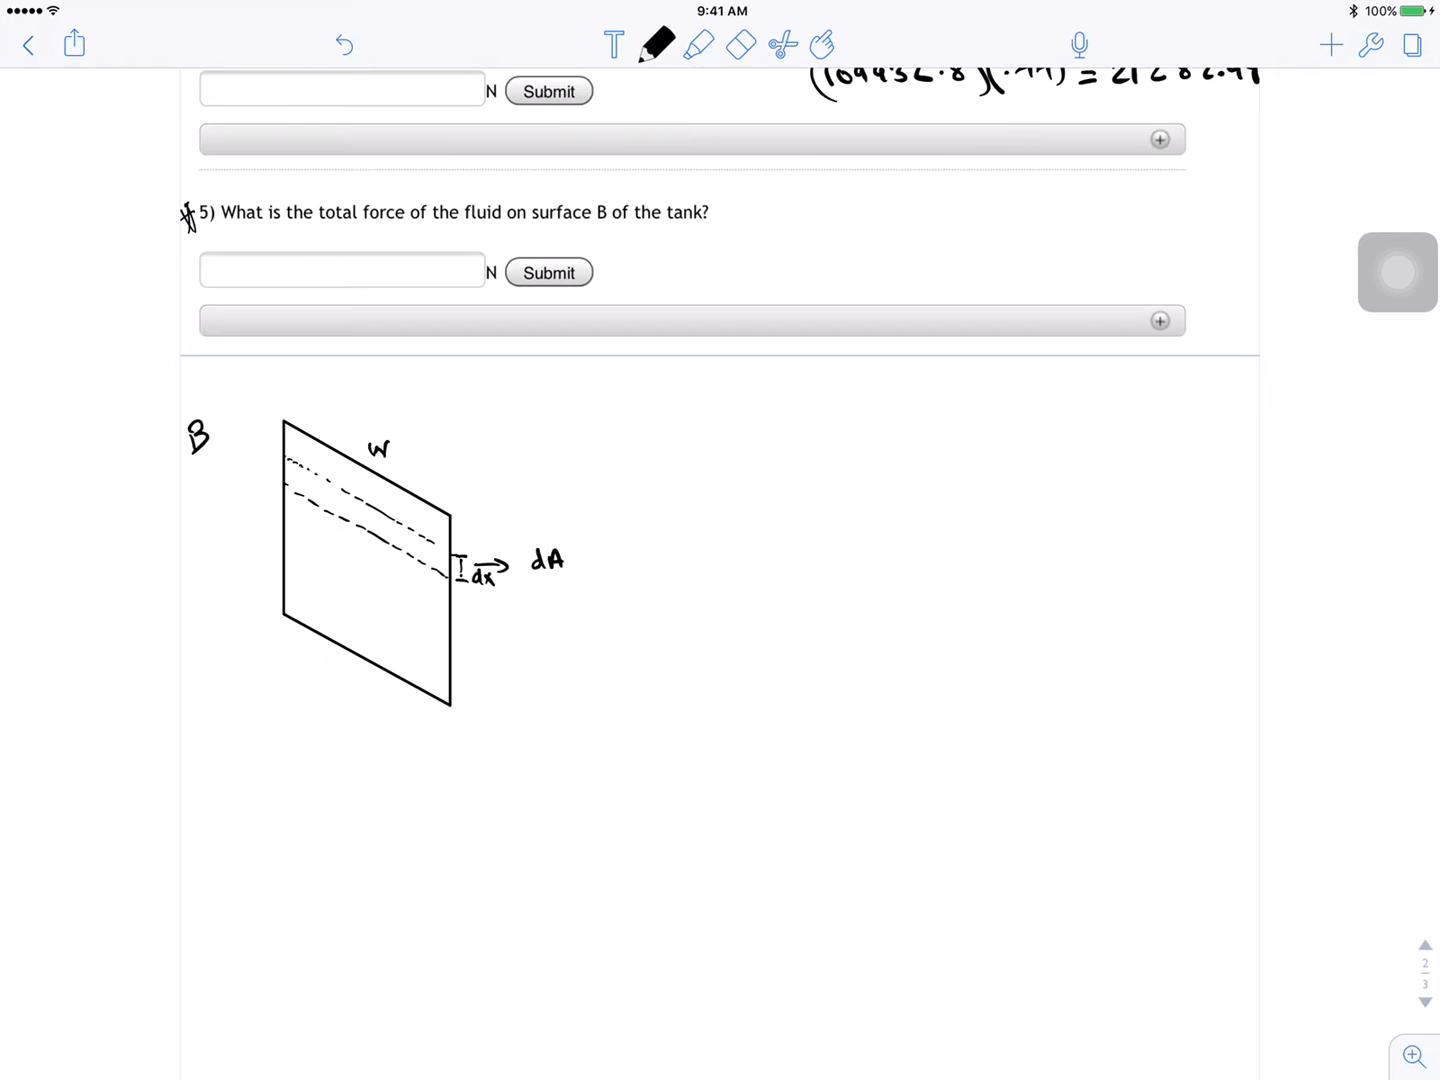 9:41 AM
100%
N Submit
5) What is the total force of the fluid on surface B of the tank?
N Submit
B
W
dx
dA
2
3